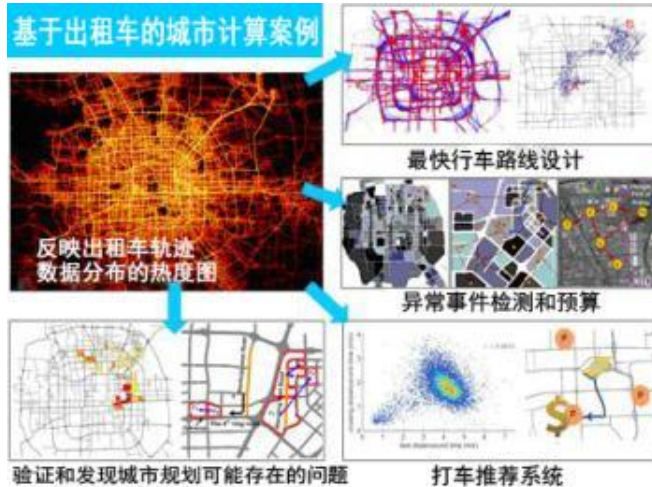 基于出租车的城市计算案例
最快行车路线设计
反映出租车轨迹
数据分布的热度图
异常事件检测和预算
验证和发现城市规划可能存在的问题
打车推荐系统